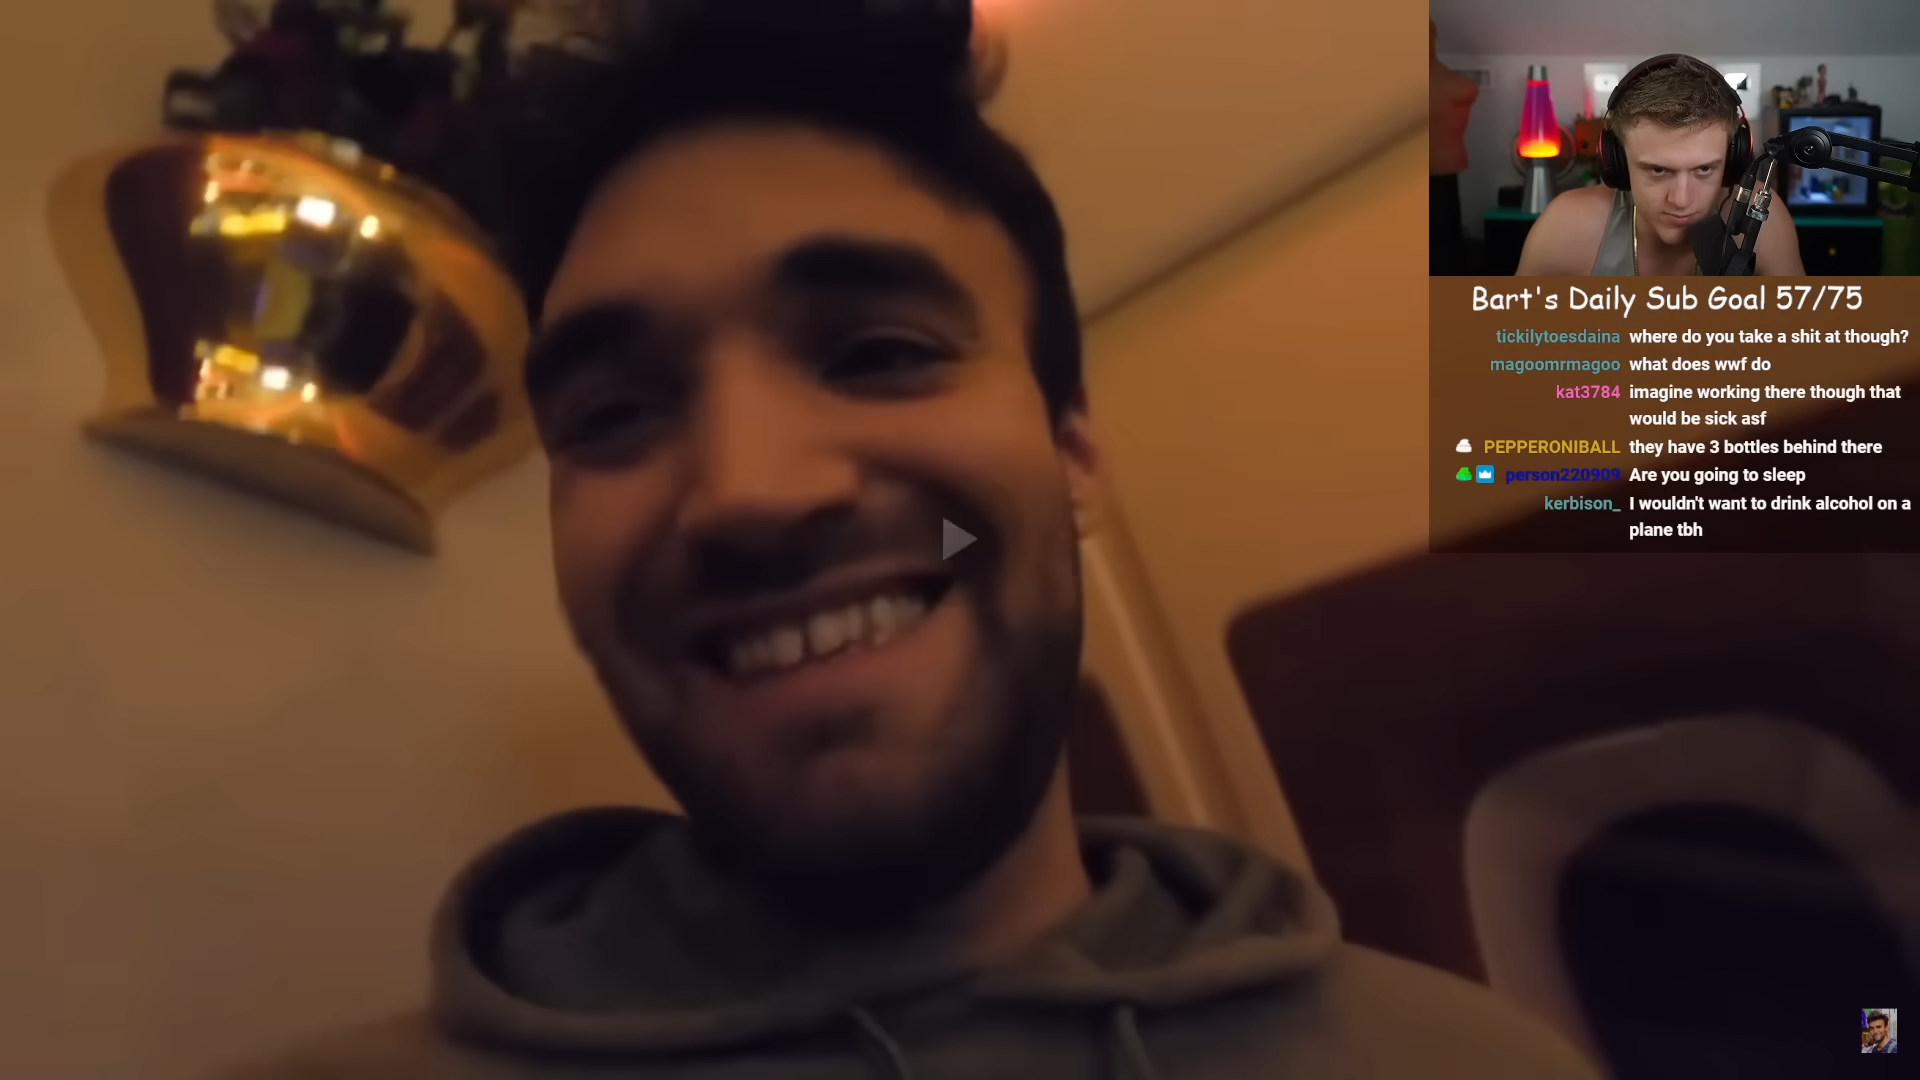 Bart's Daily Sub Goal 57/75
tickilytoesdaina where do you take a shit at though?
magoomrmagoo what does wwf do
kat3784 imagine working there though that
would be sick asf
PEPPERONIBALL they have 3 bottles behind there
person220909 Are you going to sleep
kerbison_ I wouldn't want to drink alcohol on a
plane tbh